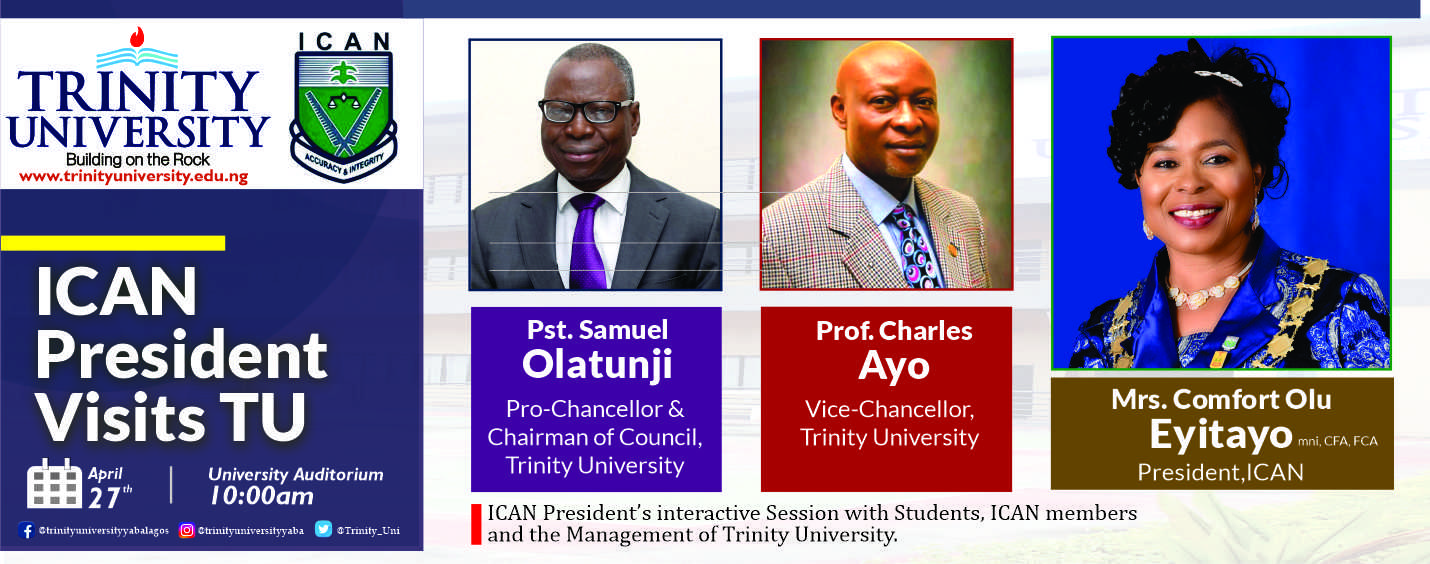 TRINITY
UNIVERSITY
Building on the Rock
www.trinityuniversity.edu.ng
ICAN
ACCURACY & INTEGRITY
ICAN
President
Visits TU
April
27th
University Auditorium
10:00am
@trinityuniversityyabalagos
@trinityuniversityyaba
@Trinity_Uni
Pst. Samuel
Olatunji
Pro-Chancellor &
Chairman of Council,
Trinity University
Prof. Charles
Ayo
Vice-Chancellor,
Trinity University
Mrs. Comfort Olu
Eyitayo mni, CFA, FCA
President,ICAN
ICAN President's interactive Session with Students, ICAN members
and the Management of Trinity University.